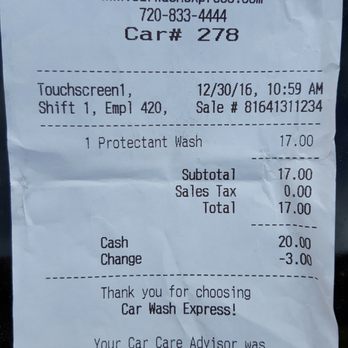 720-833-4444
Car# 278
Touchscreen1, 12/30/16, 10:59 AM
Shift 1, Empl 420, Sale # 81641311234
1 Protectant Wash 17.00
Subtotal 17.00
Sales Tax 0.00
Total 17.00
Cash 20.00
Change -3.00
Thank you for choosing
Car Wash Express!
Your Car Care Advisor was